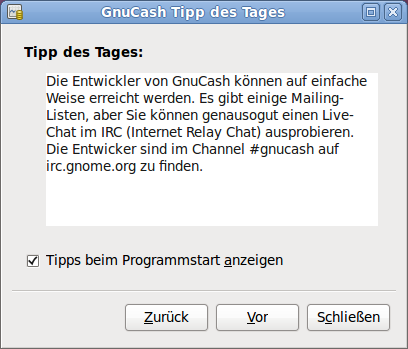 GnuCash Tipp des Tages
Tipp des Tages:
Die Entwickler von GnuCash können auf einfache
Weise erreicht werden. Es gibt einige Mailing-
Listen, aber Sie können genausogut einen Live-
Chat im IRC (Internet Relay Chat) ausprobieren.
Die Entwicker sind im Channel #gnucash auf
irc.gnome.org zu finden.
Tipps beim Programmstart anzeigen
Zurück
Vor
Schließen